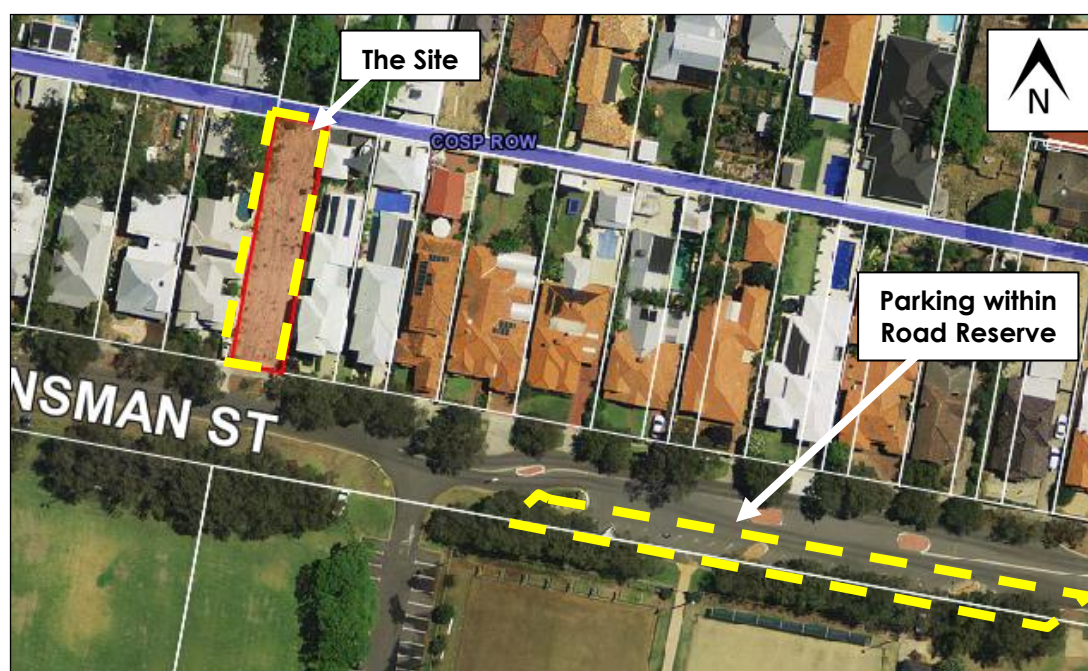 The Site
N
COSP ROW
Parking within
Road Reserve
NSMAN ST